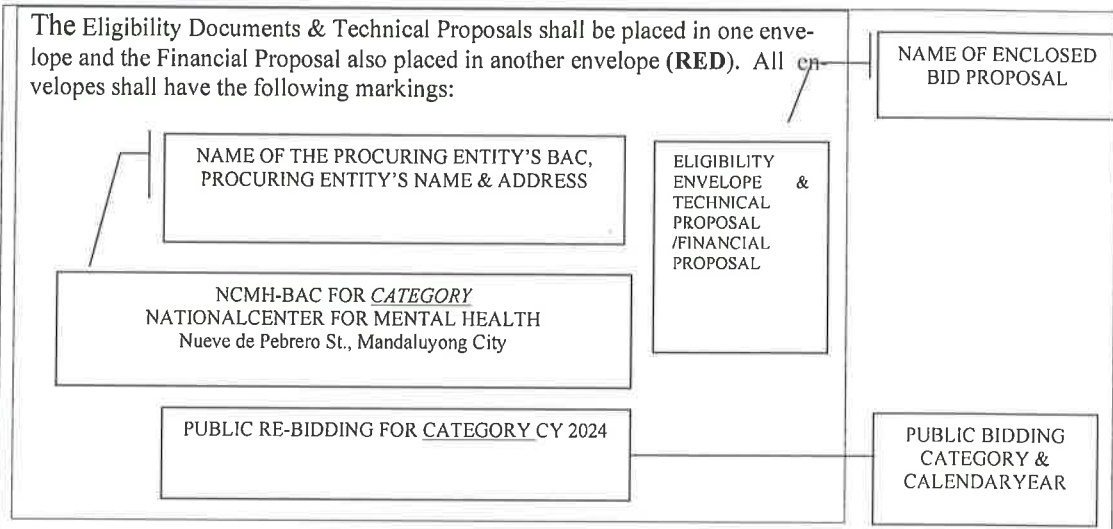 The Eligibility Documents & Technical Proposals shall be placed in one enve-
lope and the Financial Proposal also placed in another envelope (RED). All en-
velopes shall have the following markings:
NAME OF ENCLOSED
BID PROPOSAL
NAME OF THE PROCURING ENTITY'S BAC,
PROCURING ENTITY'S NAME & ADDRESS
ELIGIBILITY
ENVELOPE &
TECHNICAL
PROPOSAL
/FINANCIAL
PROPOSAL
NCMH-BAC FOR CATEGORY
NATIONALCENTER FOR MENTAL HEALTH
Nueve de Pebrero St., Mandaluyong City
PUBLIC RE-BIDDING FOR CATEGORY CY 2024
PUBLIC BIDDING
CATEGORY &
CALENDARYEAR